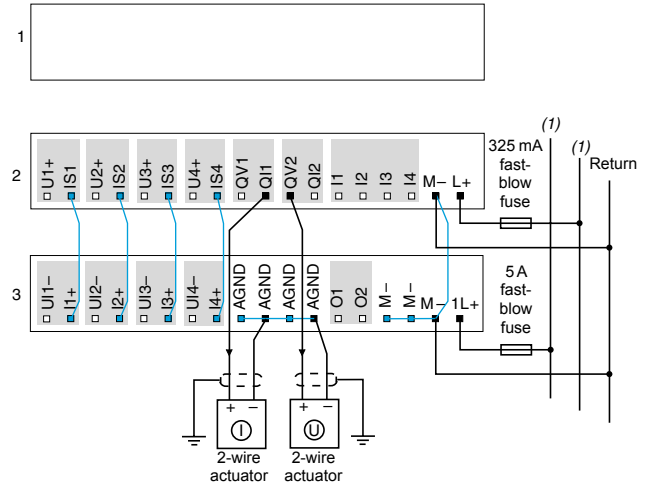 1
(1)
(1)
Return
325 mA
fast-
blow
fuse
2
U1+ IS1 U2+ IS2 U3+ IS3 U4+ IS4 QV1 QI1 QV2 QI2 I1 I2 I3 I4 M– L+
3
UI1– I1+ UI2– I2+ UI3– I3+ UI4– I4+ AGND AGND AGND AGND O1 O2 M– M– M– 1L+
5 A
fast-
blow
fuse
+ – + –
I U
2-wire
actuator
2-wire
actuator